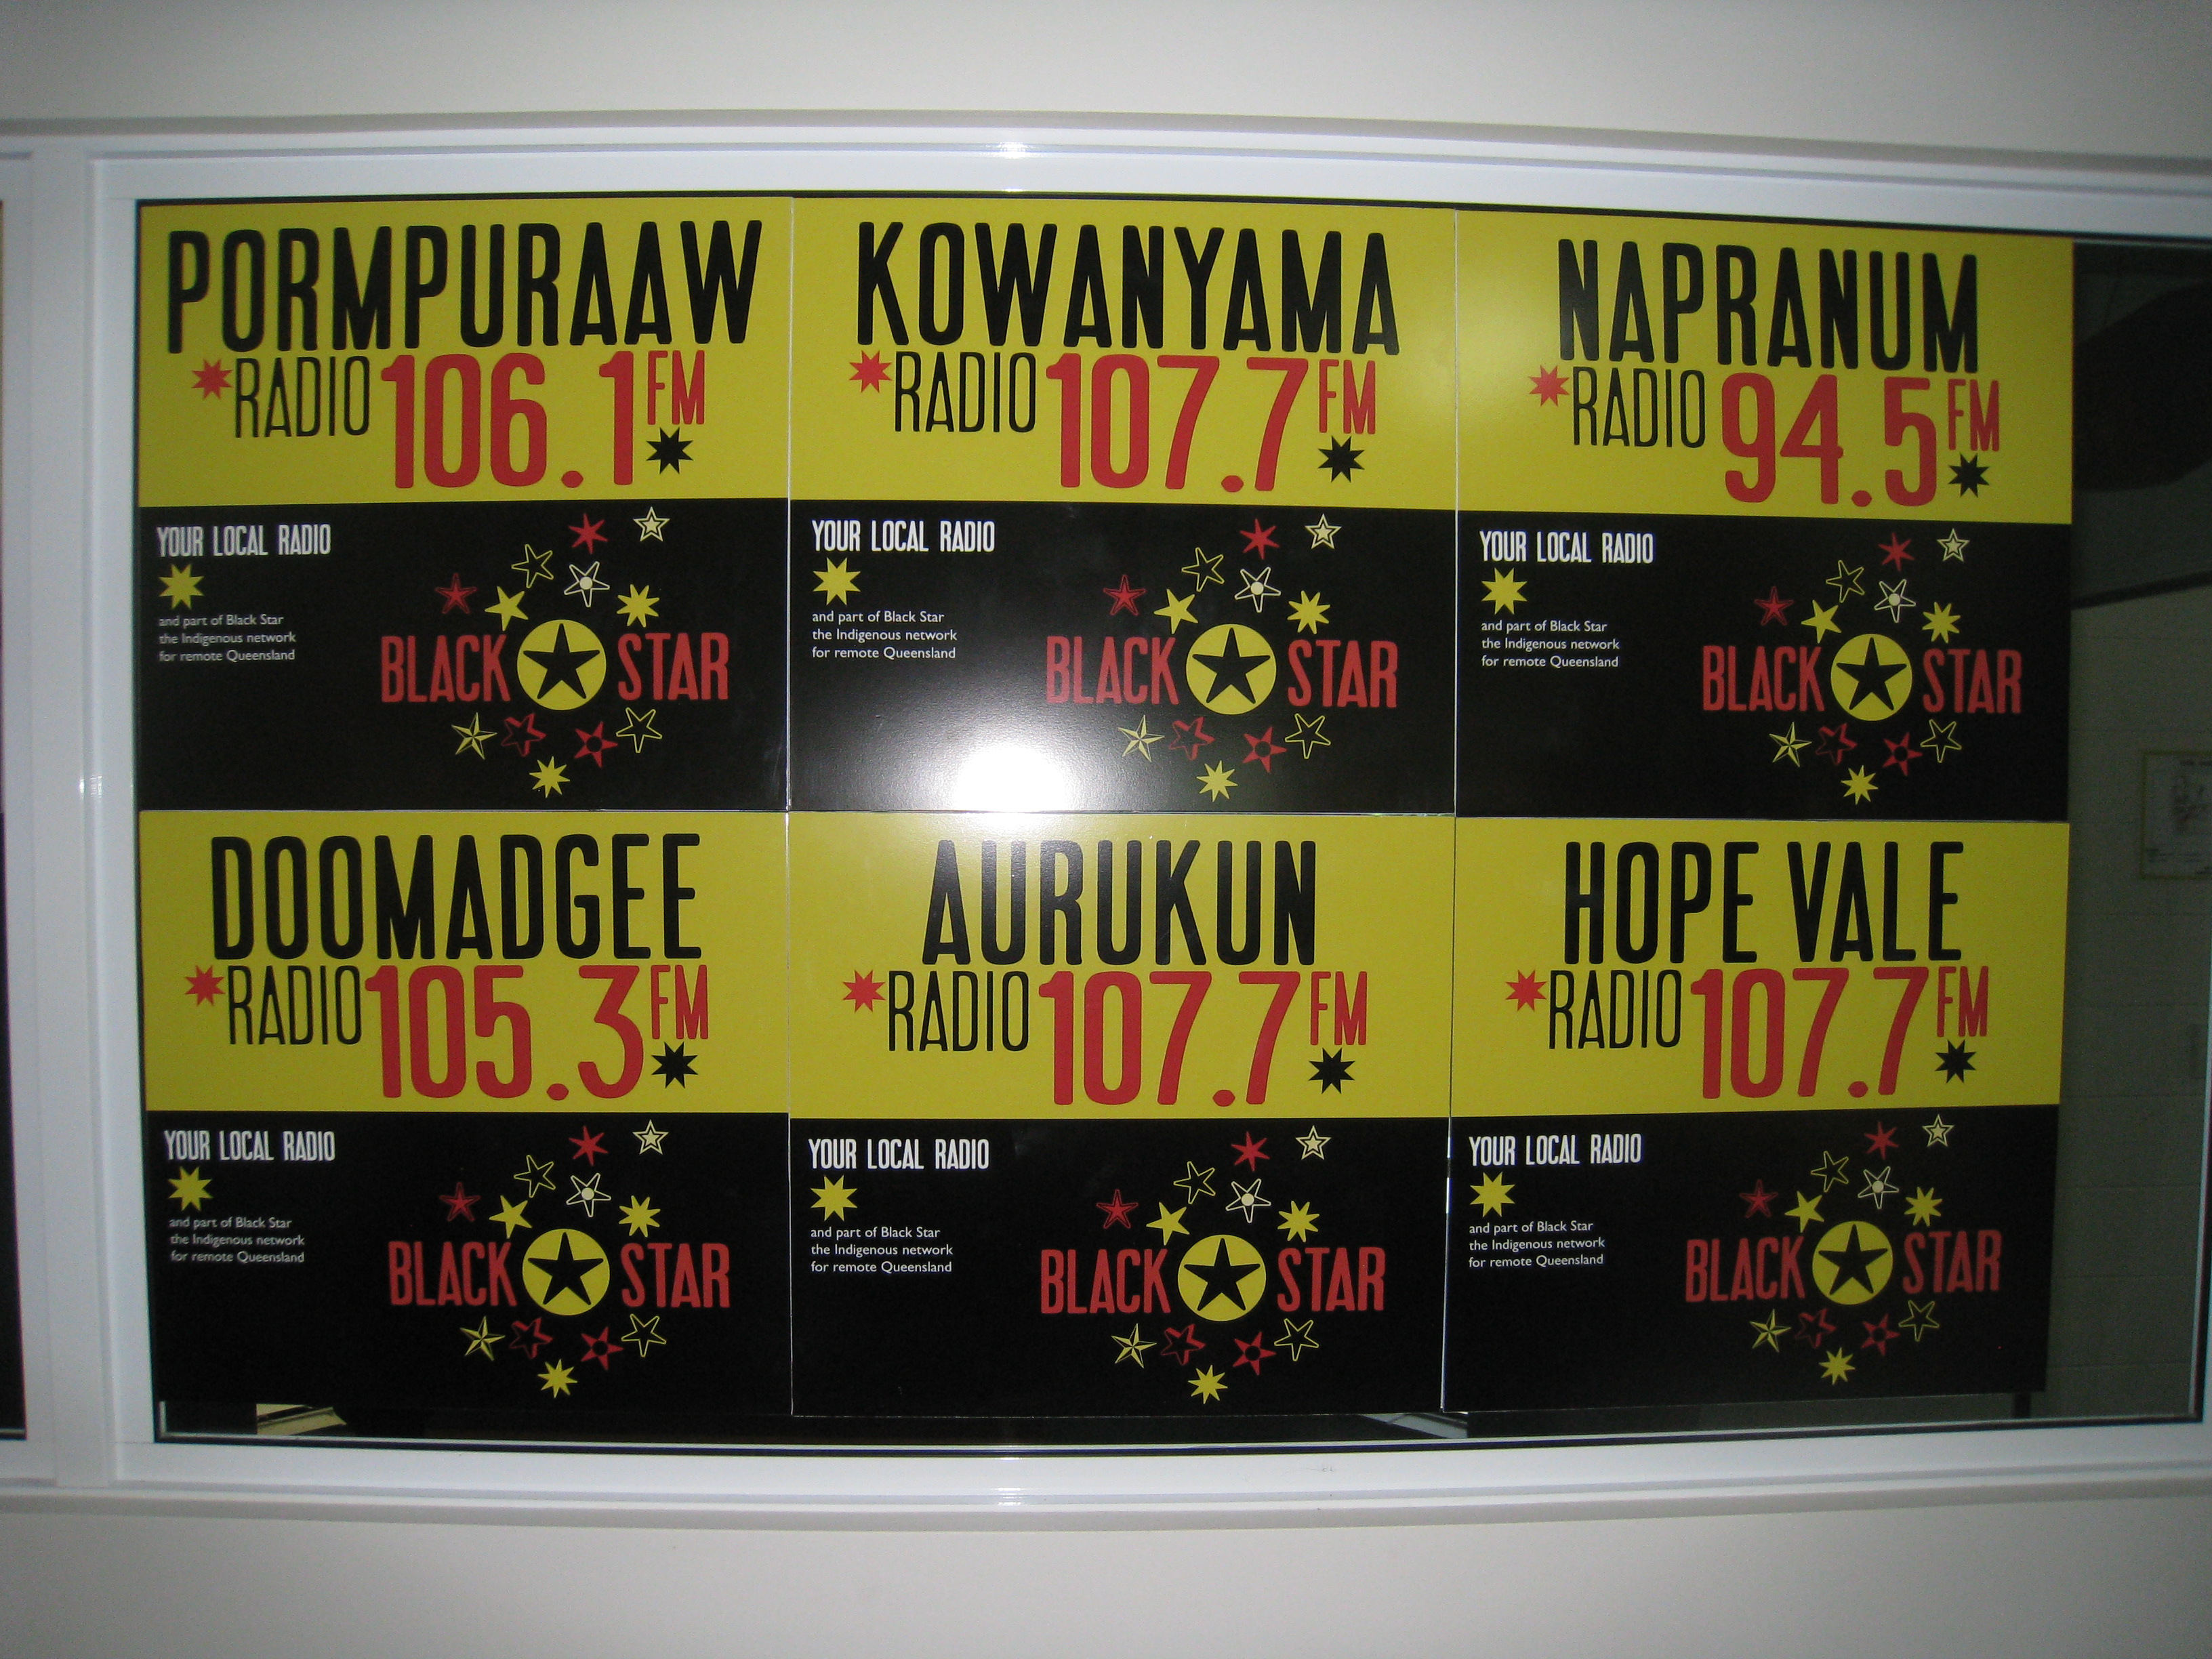 PORMPURAAW
RADIO 106.1 FM
YOUR LOCAL RADIO
and part of Black Star
the Indigenous network
for remote Queensland
BLACK STAR
KOWANYAMA
RADIO 107.7 FM
YOUR LOCAL RADIO
and part of Black Star
the Indigenous network
for remote Queensland
BLACK STAR
NAPRANUM
RADIO 94.5 FM
YOUR LOCAL RADIO
and part of Black Star
the Indigenous network
for remote Queensland
BLACK STAR
DOOMADGEE
RADIO 105.3 FM
YOUR LOCAL RADIO
and part of Black Star
the Indigenous network
for remote Queensland
BLACK STAR
AURUKUN
RADIO 107.7 FM
YOUR LOCAL RADIO
and part of Black Star
the Indigenous network
for remote Queensland
BLACK STAR
HOPE VALE
RADIO 107.7 FM
YOUR LOCAL RADIO
and part of Black Star
the Indigenous network
for remote Queensland
BLACK STAR